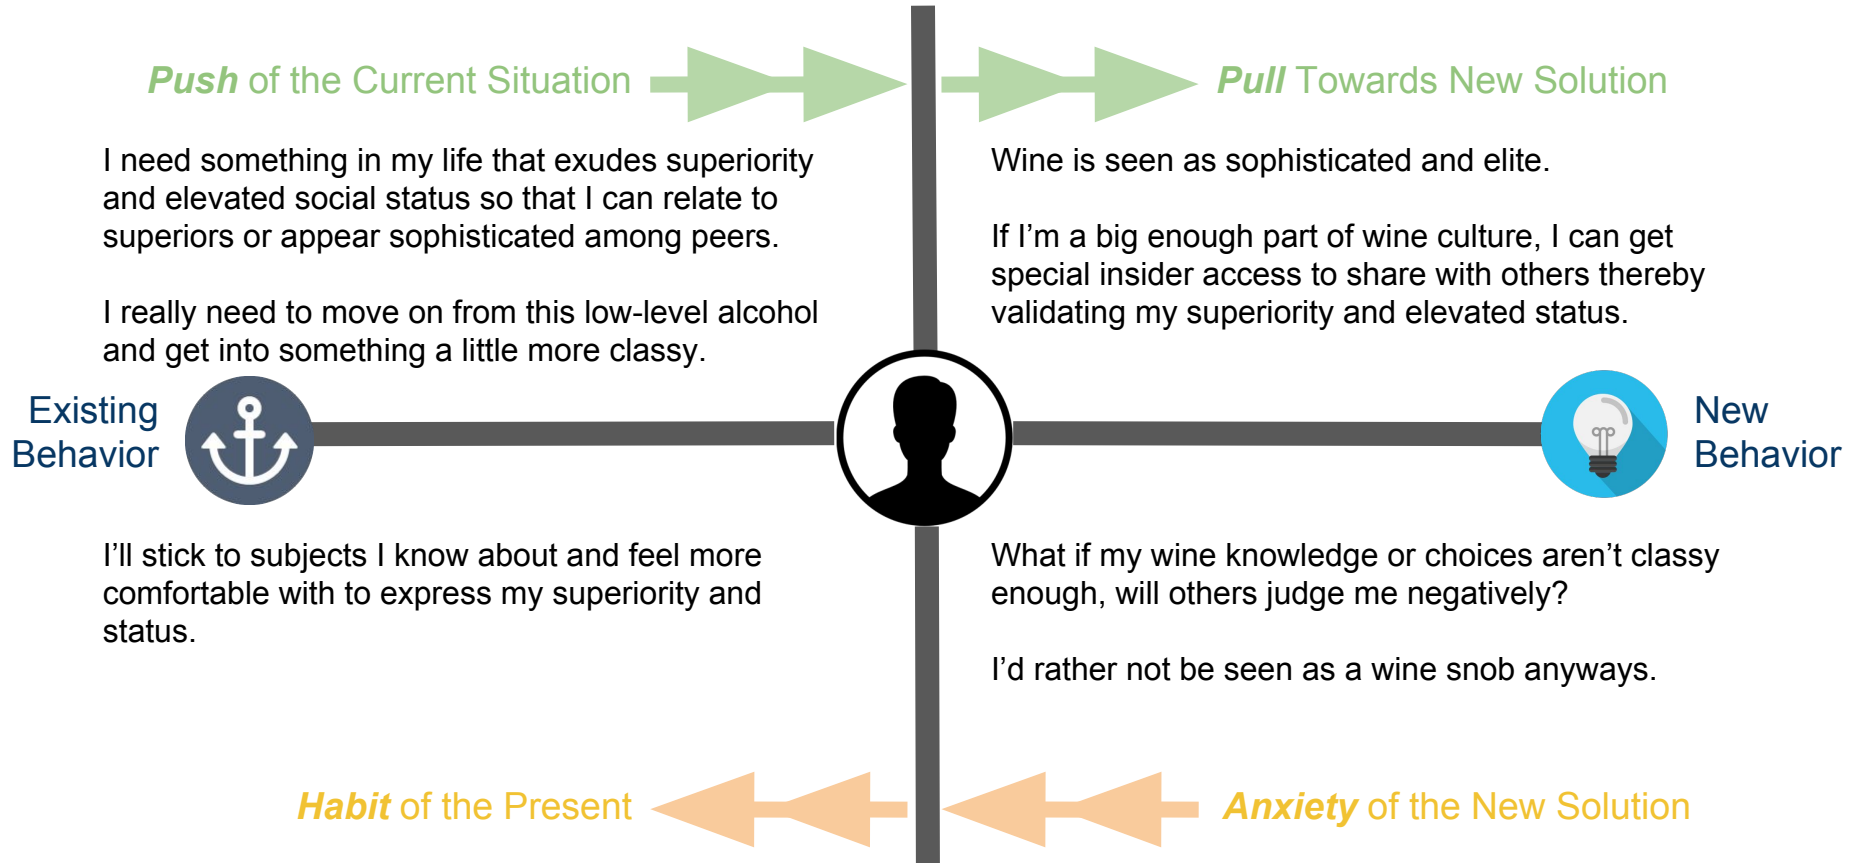 Push of the Current Situation
Pull Towards New Solution
I need something in my life that exudes superiority
and elevated social status so that I can relate to
superiors or appear sophisticated among peers.
I really need to move on from this low-level alcohol
and get into something a little more classy.
Wine is seen as sophisticated and elite.
If I’m a big enough part of wine culture, I can get
special insider access to share with others thereby
validating my superiority and elevated status.
Existing
Behavior
New
Behavior
I’ll stick to subjects I know about and feel more
comfortable with to express my superiority and
status.
What if my wine knowledge or choices aren’t classy
enough, will others judge me negatively?
I’d rather not be seen as a wine snob anyways.
Habit of the Present
Anxiety of the New Solution